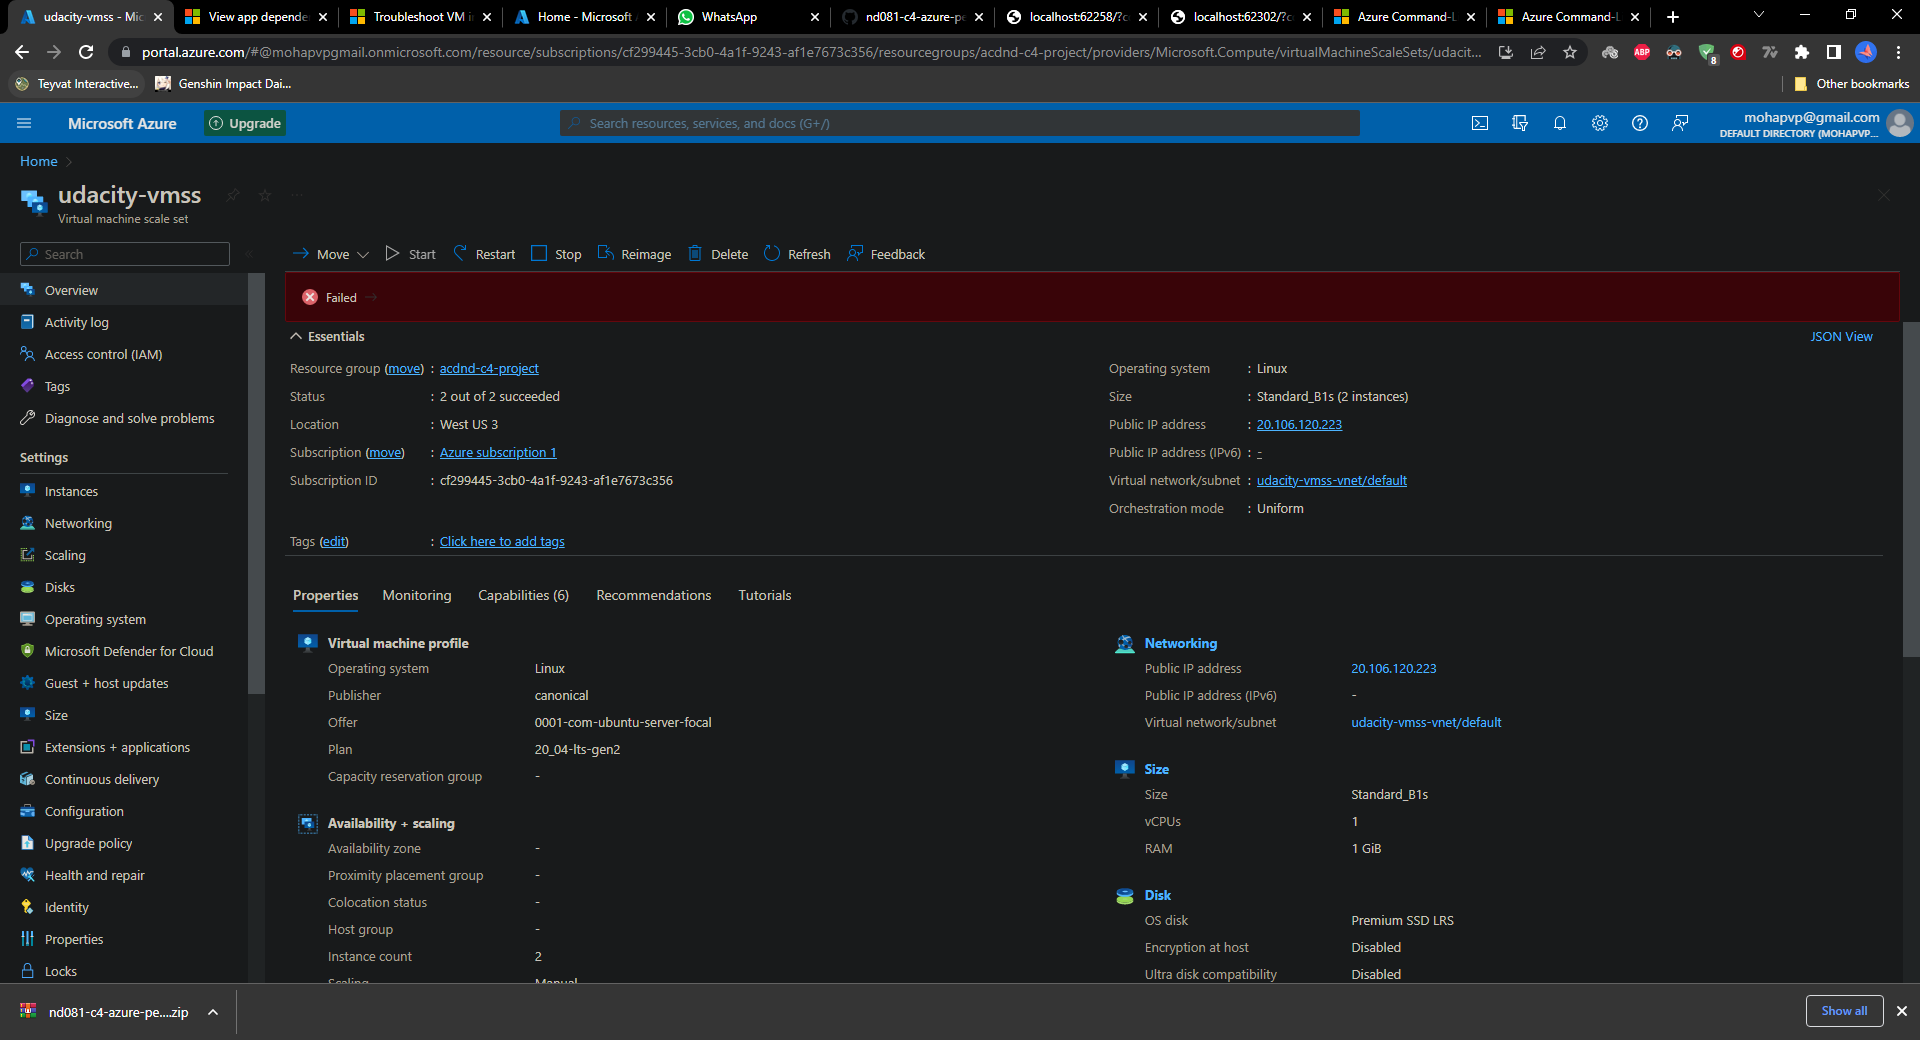 udacity-vmss - Mic
View app depende
Troubleshoot VM in
Home - Microsoft A
WhatsApp
nd081-c4-azure-pe
localhost:62258/?c
localhost:62302/?c
Azure Command-L
Azure Command-L
portal.azure.com/#@mohapvpgmail.onmicrosoft.com/resource/subscriptions/cf299445-3cb0-4a1f-9243-af1e7673c356/resourcegroups/acdnd-c4-project/providers/Microsoft.Compute/virtualMachineScaleSets/udacit...
ABP
8
Teyvat Interactive...
Genshin Impact Dai...
Other bookmarks
Microsoft Azure
Upgrade
Search resources, services, and docs (G+/)
mohapvp@gmail.com
DEFAULT DIRECTORY (MOHAPVP...
Home
udacity-vmss
Virtual machine scale set
Search
Move
Start
Restart
Stop
Reimage
Delete
Refresh
Feedback
Overview
Activity log
Access control (IAM)
Tags
Diagnose and solve problems
Settings
Instances
Networking
Scaling
Disks
Operating system
Microsoft Defender for Cloud
Guest + host updates
Size
Extensions + applications
Continuous delivery
Configuration
Upgrade policy
Health and repair
Identity
Properties
Locks
Failed
Essentials
JSON View
Resource group (move) : acdnd-c4-project
Status : 2 out of 2 succeeded
Location : West US 3
Subscription (move) : Azure subscription 1
Subscription ID : cf299445-3cb0-4a1f-9243-af1e7673c356
Operating system : Linux
Size : Standard_B1s (2 instances)
Public IP address : 20.106.120.223
Public IP address (IPv6) : -
Virtual network/subnet : udacity-vmss-vnet/default
Orchestration mode : Uniform
Tags (edit) : Click here to add tags
Properties
Monitoring
Capabilities (6)
Recommendations
Tutorials
Virtual machine profile
Operating system Linux
Publisher canonical
Offer 0001-com-ubuntu-server-focal
Plan 20_04-lts-gen2
Capacity reservation group -
Availability + scaling
Availability zone -
Proximity placement group -
Colocation status -
Host group -
Instance count 2
Scaling Manual
Networking
Public IP address 20.106.120.223
Public IP address (IPv6) -
Virtual network/subnet udacity-vmss-vnet/default
Size
Size Standard_B1s
vCPUs 1
RAM 1 GiB
Disk
OS disk Premium SSD LRS
Encryption at host Disabled
Ultra disk compatibility Disabled
nd081-c4-azure-pe....zip
Show all